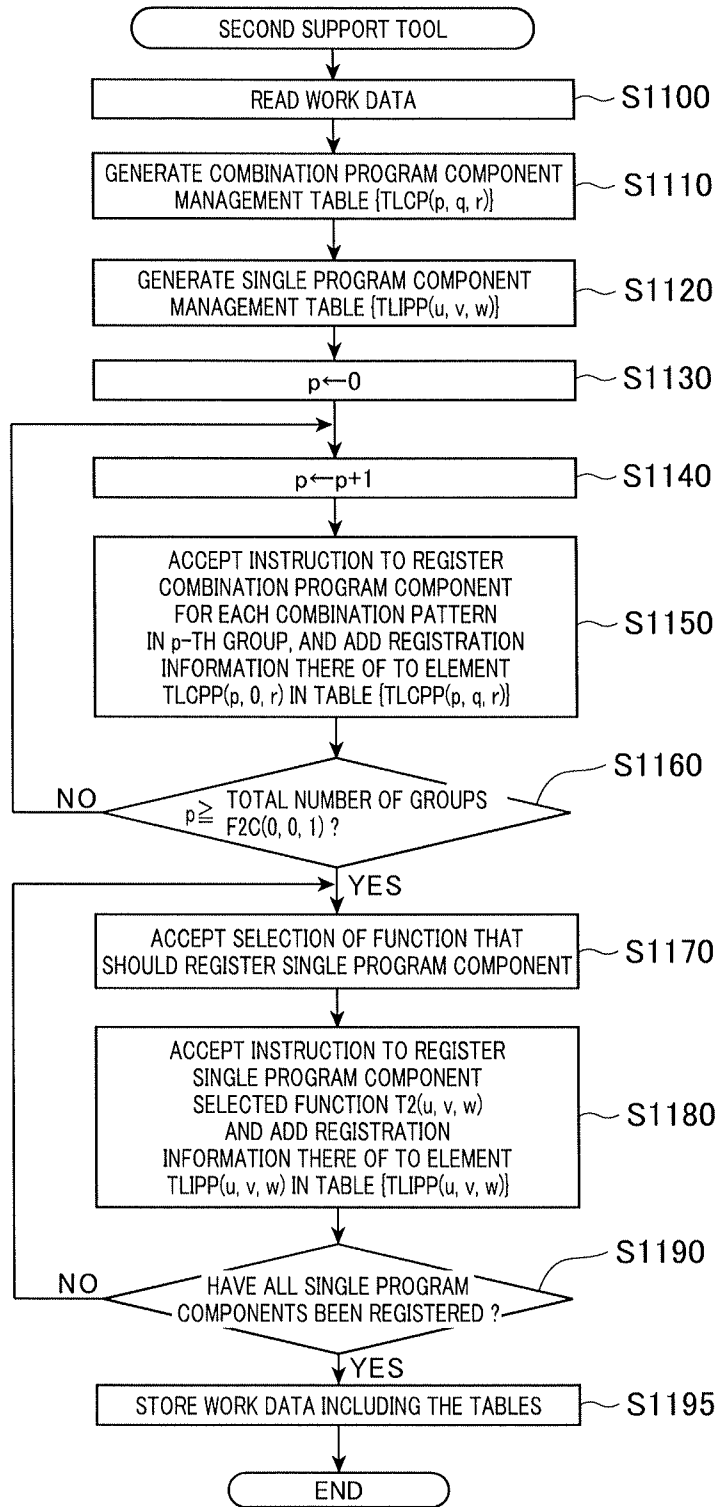 SECOND SUPPORT TOOL
READ WORK DATA
S1100
GENERATE COMBINATION PROGRAM COMPONENT
MANAGEMENT TABLE {TLCP(p, q, r)}
S1110
GENERATE SINGLE PROGRAM COMPONENT
MANAGEMENT TABLE {TLIPP(u, v, w)}
S1120
p←0
S1130
p←p+1
S1140
ACCEPT INSTRUCTION TO REGISTER
COMBINATION PROGRAM COMPONENT
FOR EACH COMBINATION PATTERN
IN p-TH GROUP, AND ADD REGISTRATION
INFORMATION THERE OF TO ELEMENT
TLCPP(p, 0, r) IN TABLE {TLCPP(p, q, r)}
S1150
S1160
NO
p≧ TOTAL NUMBER OF GROUPS
F2C(0, 0, 1) ?
YES
ACCEPT SELECTION OF FUNCTION THAT
SHOULD REGISTER SINGLE PROGRAM COMPONENT
S1170
ACCEPT INSTRUCTION TO REGISTER
SINGLE PROGRAM COMPONENT
SELECTED FUNCTION T2(u, v, w)
AND ADD REGISTRATION
INFORMATION THERE OF TO ELEMENT
TLIPP(u, v, w) IN TABLE {TLIPP(u, v, w)}
S1180
S1190
NO
HAVE ALL SINGLE PROGRAM
COMPONENTS BEEN REGISTERED ?
YES
STORE WORK DATA INCLUDING THE TABLES
S1195
END